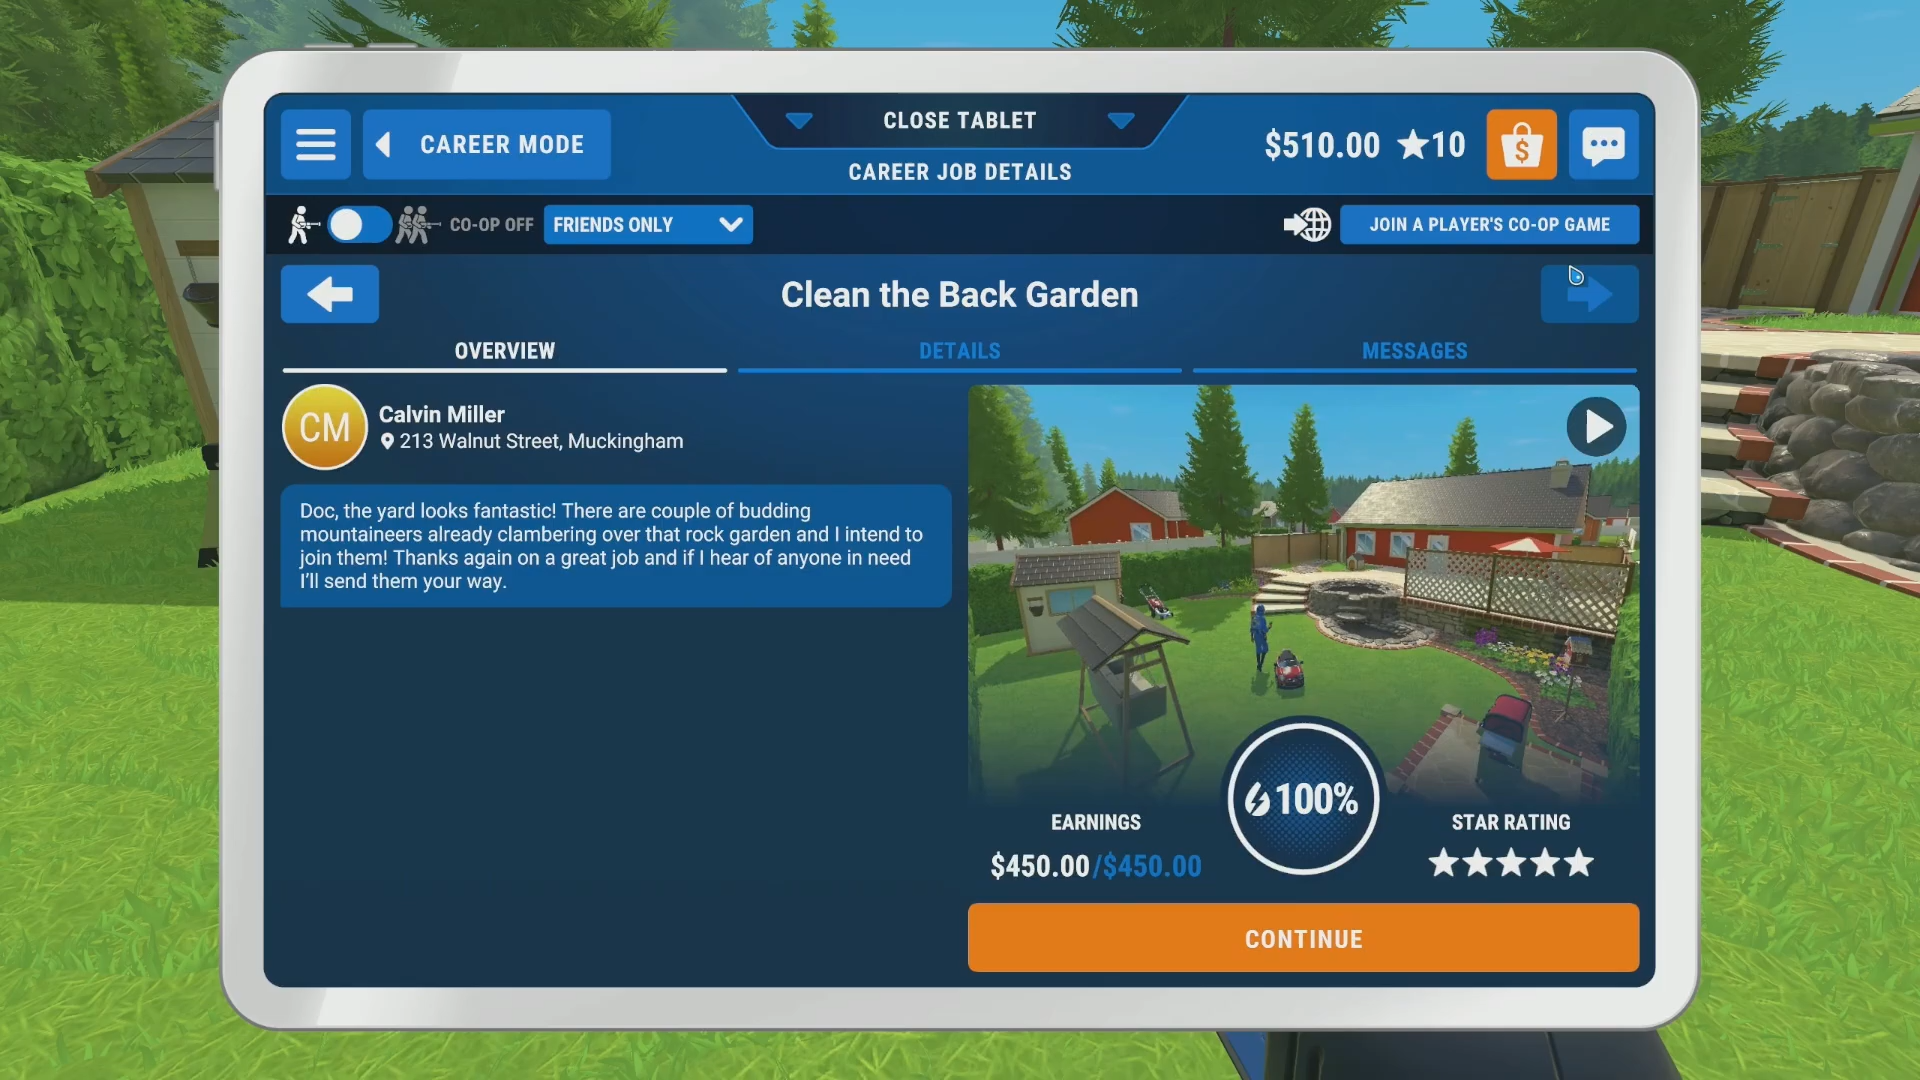 CLOSE TABLET
CAREER MODE
$510.00 ★10
$
CAREER JOB DETAILS
CO-OP OFF
FRIENDS ONLY
JOIN A PLAYER'S CO-OP GAME
Clean the Back Garden
OVERVIEW
DETAILS
MESSAGES
CM
Calvin Miller
213 Walnut Street, Muckingham
Doc, the yard looks fantastic! There are couple of budding
mountaineers already clambering over that rock garden and I intend to
join them! Thanks again on a great job and if I hear of anyone in need
I'll send them your way.
100%
EARNINGS
$450.00/$450.00
STAR RATING
★★★★★
CONTINUE